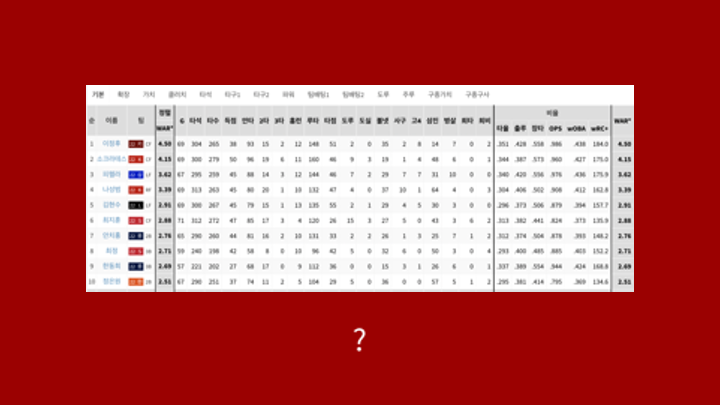 기본 확장 가치 클러치 타석 타구1 타구2 파워 팀배팅1 팀배팅2 도루 주루 구종가치 구종구사
정렬 비율
순 이름 팀 G 타석 타수 득점 안타 2타 3타 홈런 루타 타점 도루 도실 볼넷 사구 고4 삼진 병살 희타 희비 WAR*
WAR* 타율 출루 장타 OPS wOBA wRC+
1 이정후 CF 4.50 69 304 265 38 93 15 2 12 148 51 2 0 35 2 8 14 7 0 2 .351 .428 .558 .986 .438 184.0 4.50
2 소크라테스 CF 4.15 69 300 279 50 96 19 6 11 160 46 9 3 19 1 4 48 6 0 1 .344 .387 .573 .960 .427 175.0 4.15
3 피렐라 LF 3.62 67 295 259 45 88 14 3 12 144 46 7 2 29 7 7 31 10 0 0 .340 .420 .556 .976 .436 175.0 3.62
4 나성범 RF 3.39 69 313 263 45 80 20 1 10 132 47 4 0 37 10 1 64 4 0 3 .304 .406 .502 .908 .412 162.8 3.39
5 김현수 LF 2.91 69 300 267 45 79 15 1 13 135 55 2 1 29 4 5 30 3 0 0 .296 .373 .506 .879 .394 157.7 2.91
6 최지훈 CF 2.88 71 312 272 47 85 17 3 4 120 26 15 3 27 5 0 43 3 6 2 .313 .382 .441 .824 .373 135.9 2.88
7 안치홍 2B 2.76 65 290 260 44 81 16 2 10 131 33 2 2 26 1 3 25 7 1 2 .312 .374 .504 .878 .393 148.2 2.76
8 최정 3B 2.71 59 240 198 42 58 8 0 10 96 42 5 0 32 6 0 50 3 0 4 .293 .400 .485 .885 .403 152.2 2.71
9 한동희 3B 2.69 57 221 202 27 68 17 0 9 112 36 0 0 15 3 1 26 6 0 1 .337 .389 .554 .944 .424 168.8 2.69
10 정은원 2B 2.51 67 290 251 37 74 11 2 5 104 29 5 0 36 0 0 57 5 1 2 .295 .381 .414 .795 .369 134.6 2.51
?